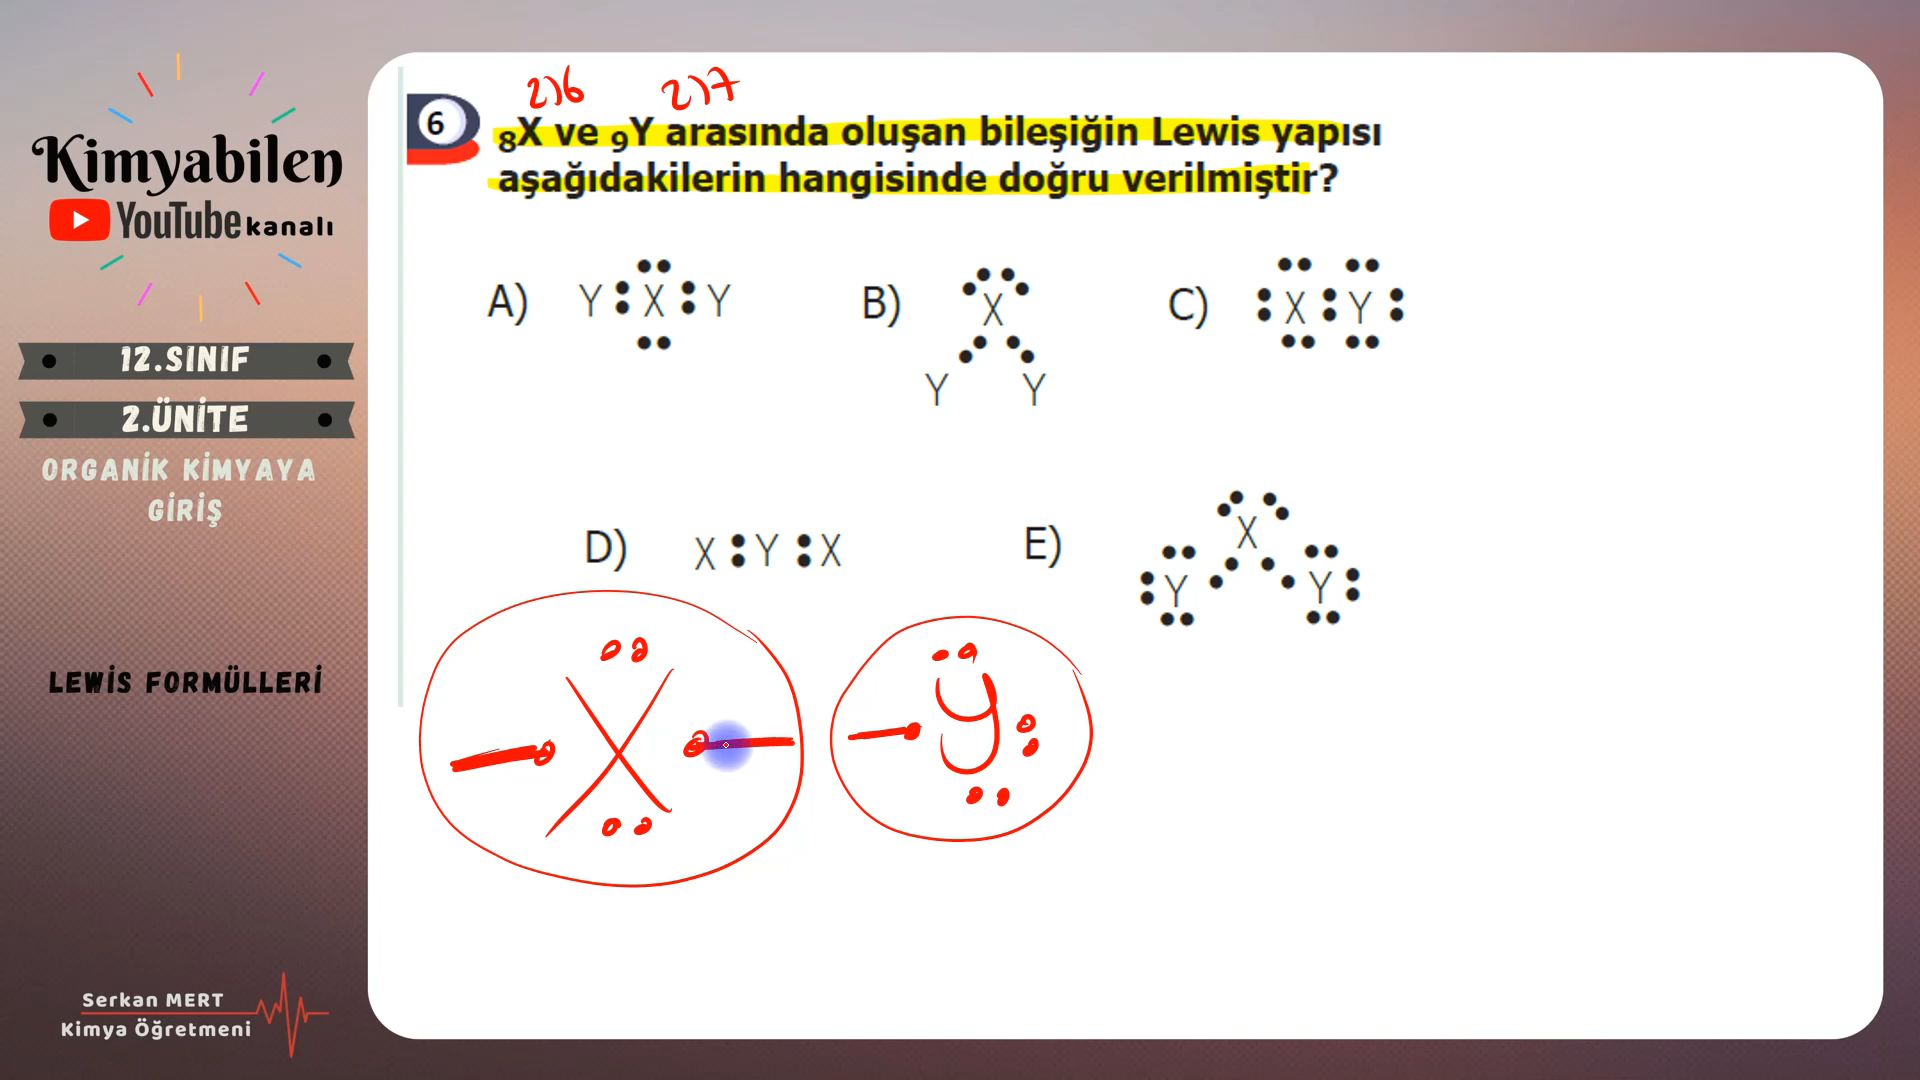 Kimyabilen
YouTube kanalı
12.SINIF
2.ÜNİTE
ORGANİK KİMYAYA
GİRİŞ
LEWİS FORMÜLLERİ
Serkan MERT
Kimya Öğretmeni
2)6 2)7
6
₈X ve ₉Y arasında oluşan bileşiğin Lewis yapısı
aşağıdakilerin hangisinde doğru verilmiştir?
A) Y:X:Y
B) X
Y Y
C) :X:Y:
D) X:Y:X
E) X
:Y Y:
X y